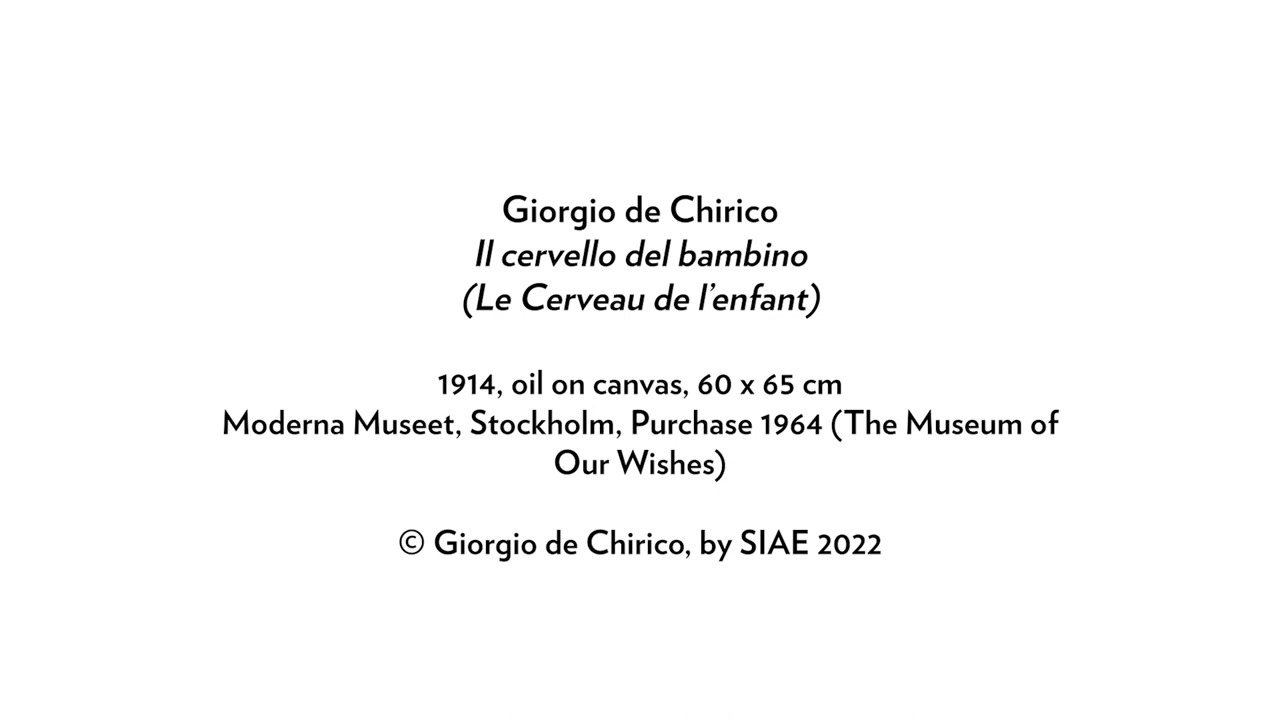 Giorgio de Chirico
Il cervello del bambino
(Le Cerveau de l’enfant)
1914, oil on canvas, 60 x 65 cm
Moderna Museet, Stockholm, Purchase 1964 (The Museum of
Our Wishes)
© Giorgio de Chirico, by SIAE 2022